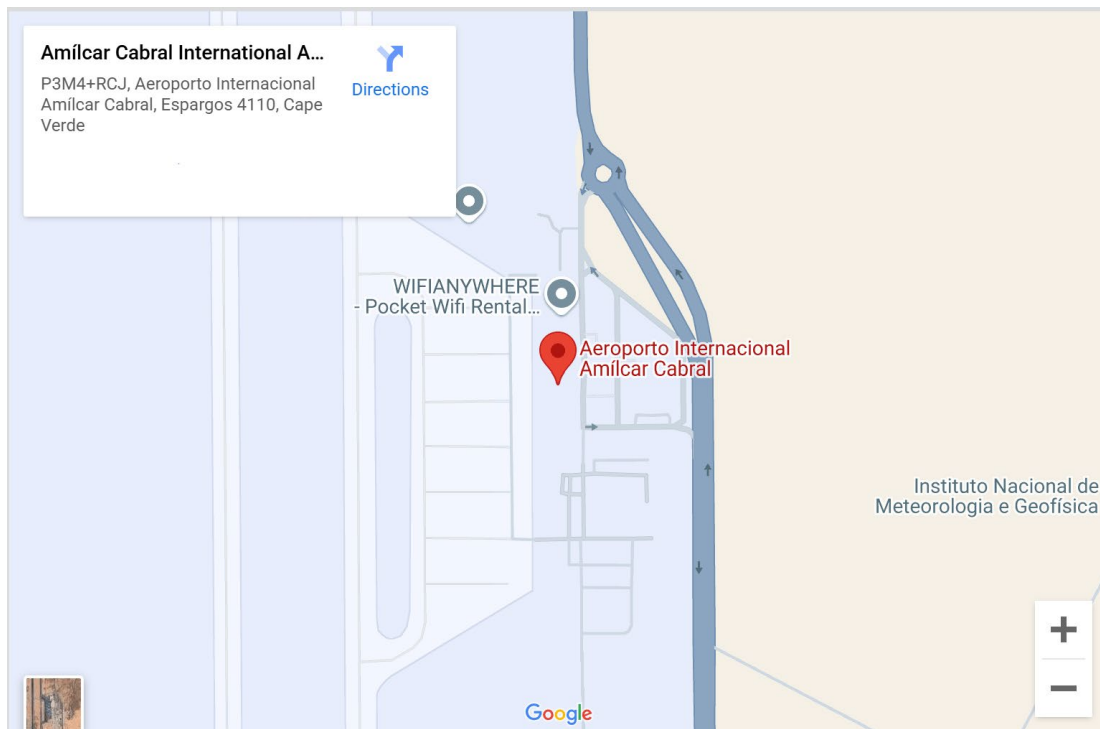 Amílcar Cabral International A...
P3M4+RCJ, Aeroporto Internacional
Amílcar Cabral, Espargos 4110, Cape
Verde
Directions
WIFIANYWHERE
- Pocket Wifi Rental...
Aeroporto Internacional
Amílcar Cabral
Instituto Nacional de
Meteorologia e Geofísica
Google